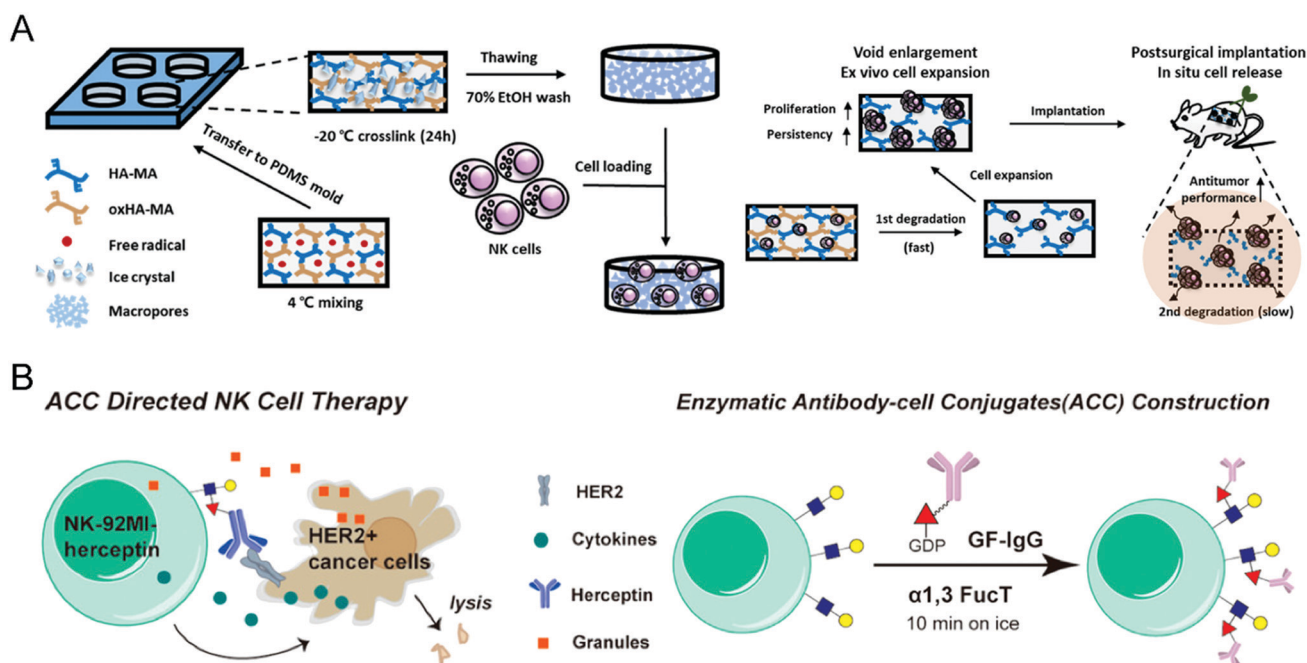 A
HA-MA
oxHA-MA
Free radical
Ice crystal
Macropores
Transfer to PDMS mold
4 °C mixing
-20 °C crosslink (24h)
Thawing
70% EtOH wash
NK cells
Cell loading
Void enlargement
Ex vivo cell expansion
Proliferation
Persistency
1st degradation
(fast)
Cell expansion
Implantation
Postsurgical implantation
In situ cell release
Antitumor
performance
2nd degradation (slow)
B
ACC Directed NK Cell Therapy
NK-92MI-
herceptin
HER2+
cancer cells
lysis
HER2
Cytokines
Herceptin
Granules
Enzymatic Antibody-cell Conjugates(ACC) Construction
GDP
GF-IgG
α1,3 FucT
10 min on ice